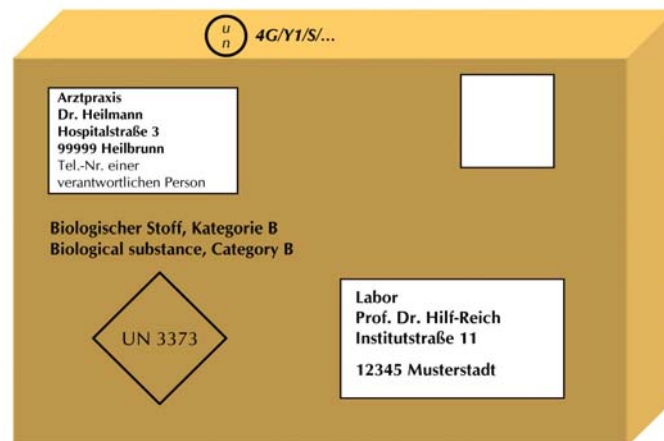 u
n
4G/Y1/S/...
Arztpraxis
Dr. Heilmann
Hospitalstraße 3
99999 Heilbrunn
Tel.-Nr. einer
verantwortlichen Person
Biologischer Stoff, Kategorie B
Biological substance, Category B
UN 3373
Labor
Prof. Dr. Hilf-Reich
Institutstraße 11
12345 Musterstadt